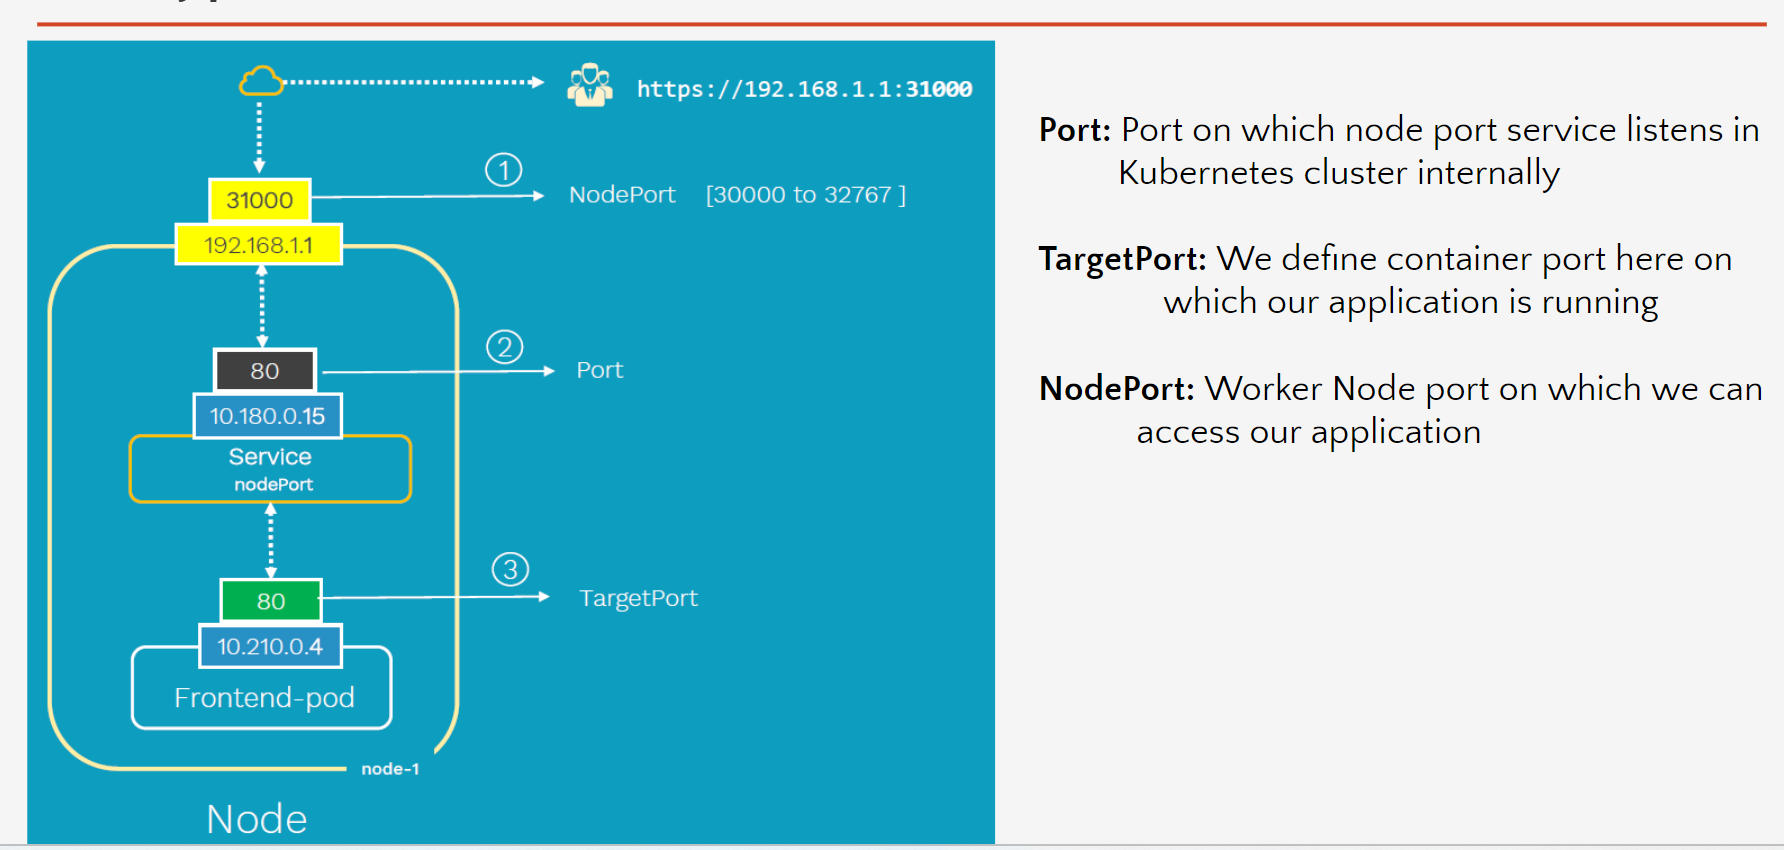 https://192.168.1.1:31000
31000
1
NodePort [30000 to 32767 ]
192.168.1.1
80
2
Port
10.180.0.15
Service
nodePort
80
3
TargetPort
10.210.0.4
Frontend-pod
node-1
Node
Port: Port on which node port service listens in
Kubernetes cluster internally
TargetPort: We define container port here on
which our application is running
NodePort: Worker Node port on which we can
access our application